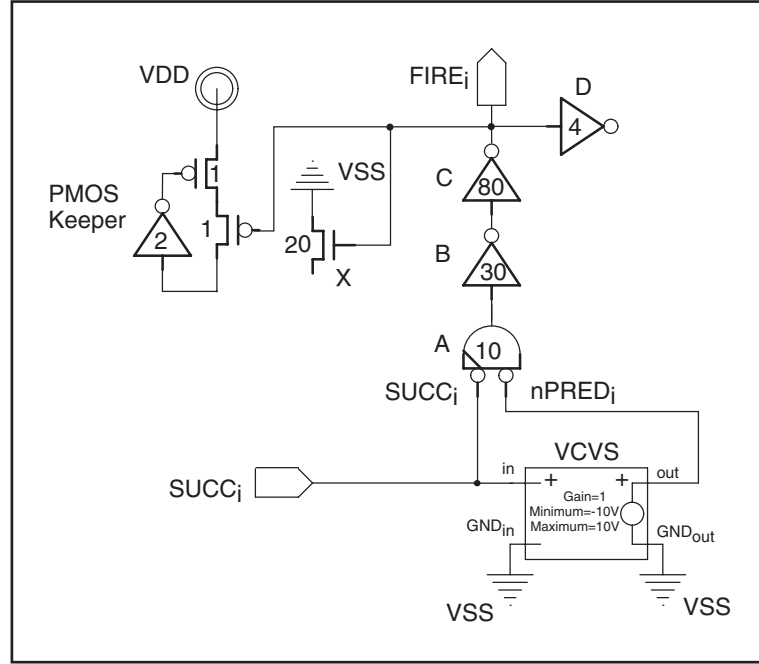 FIREi
D
VDD
4
1
VSS
C
80
PMOS
Keeper
2
1
20
B
30
X
A
10
SUCCi
nPREDi
VCVS
in
+
+
out
SUCCi
Gain=1
Minimum=-10V
Maximum=10V
GNDin
GNDout
VSS
VSS